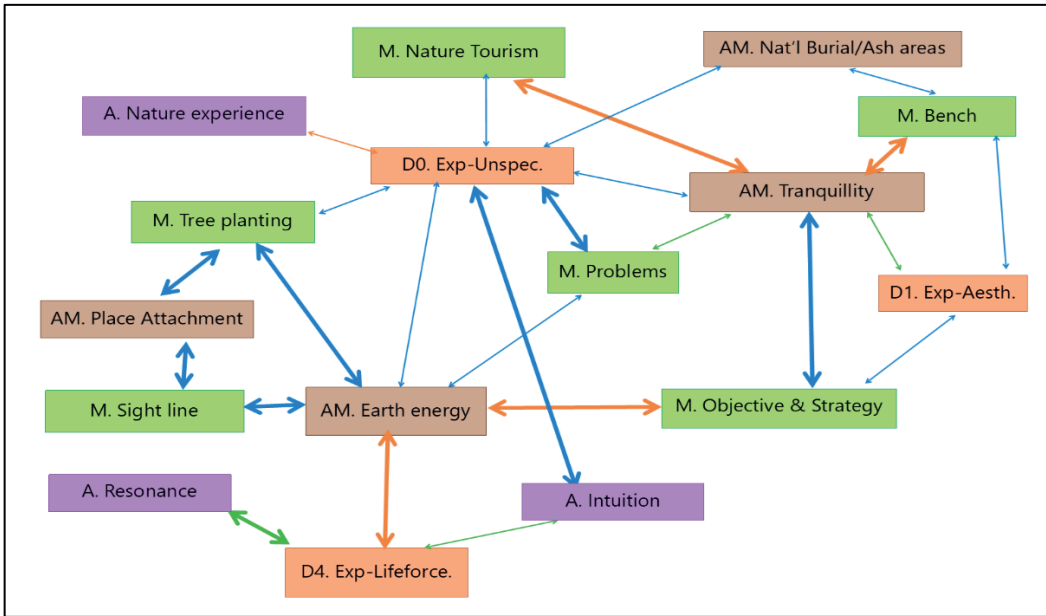 M. Nature Tourism
AM. Nat'l Burial/Ash areas
A. Nature experience
M. Bench
D0. Exp-Unspec.
AM. Tranquillity
M. Tree planting
M. Problems
D1. Exp-Aesth.
AM. Place Attachment
M. Sight line
AM. Earth energy
M. Objective & Strategy
A. Resonance
A. Intuition
D4. Exp-Lifeforce.